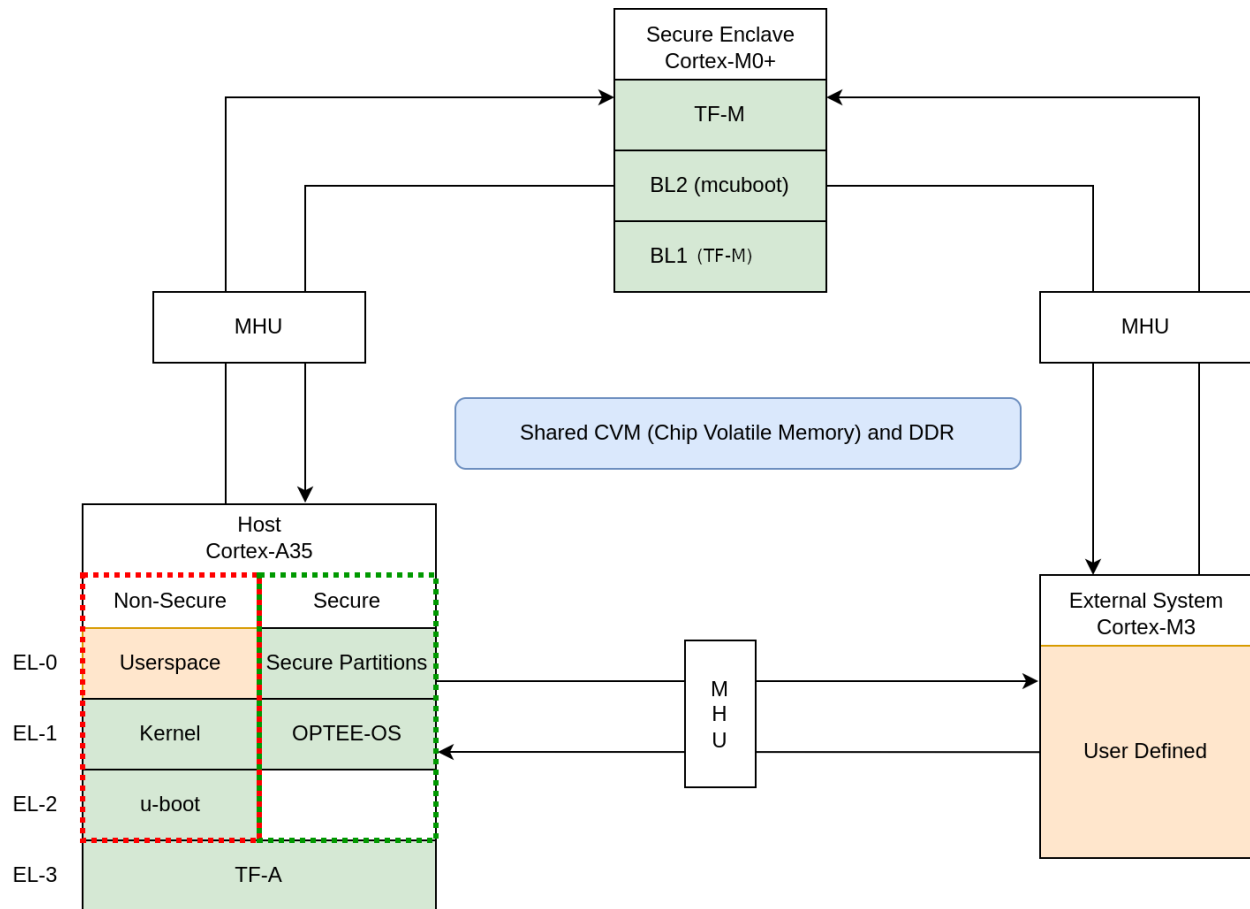 Secure Enclave
Cortex-M0+
TF-M
BL2 (mcuboot)
BL1 (TF-M)
MHU
MHU
Shared CVM (Chip Volatile Memory) and DDR
Host
Cortex-A35
Non-Secure
Secure
External System
Cortex-M3
EL-0
Userspace
Secure Partitions
EL-1
Kernel
OPTEE-OS
M
H
U
User Defined
EL-2
u-boot
EL-3
TF-A